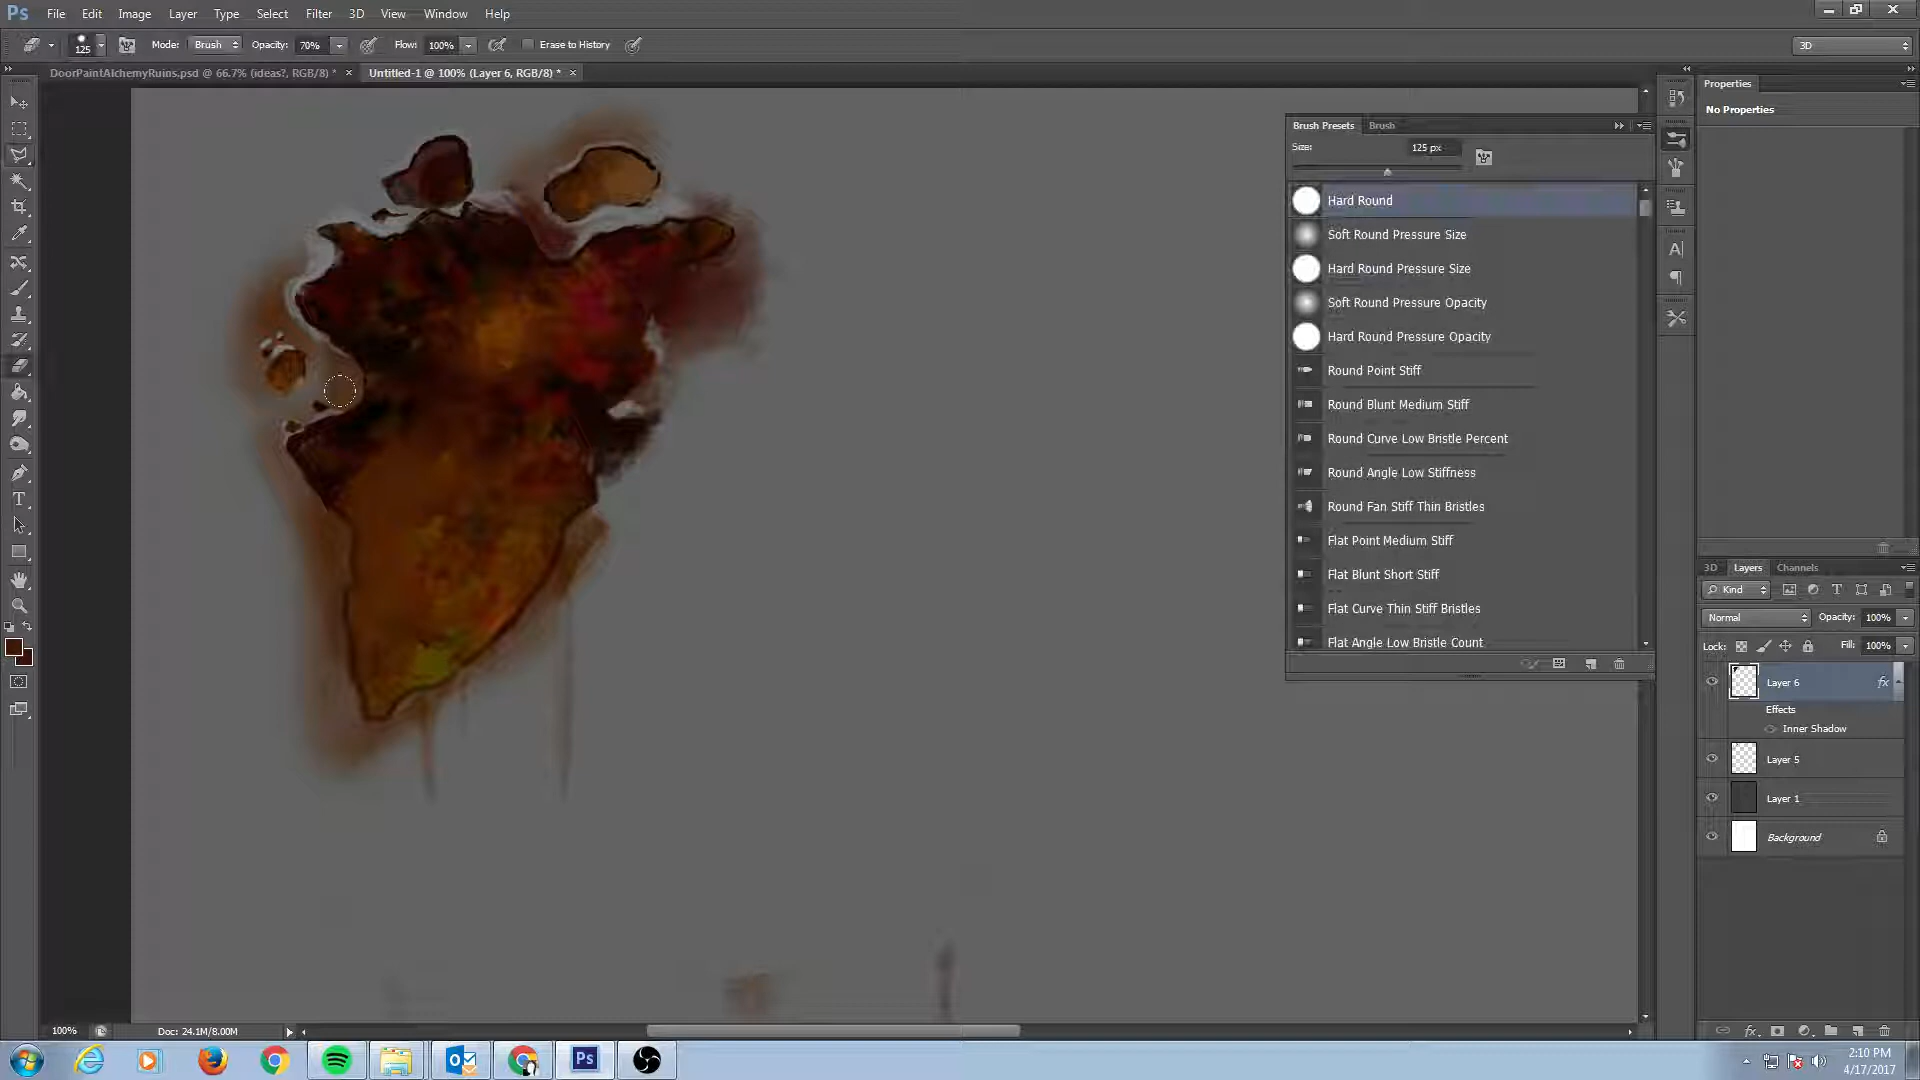 Ps File Edit Image Layer Type Select Filter 3D View Window Help
125 Mode: Brush Opacity: 70% Flow: 100% Erase to History 3D
DoorPaintAlchemyRuins.psd @ 66.7% (ideas?, RGB/8) * × Untitled-1 @ 100% (Layer 6, RGB/8) * ×
Properties
No Properties
Brush Presets Brush
Size: 125 px
Hard Round
Soft Round Pressure Size
Hard Round Pressure Size
Soft Round Pressure Opacity
Hard Round Pressure Opacity
Round Point Stiff
Round Blunt Medium Stiff
Round Curve Low Bristle Percent
Round Angle Low Stiffness
Round Fan Stiff Thin Bristles
Flat Point Medium Stiff
Flat Blunt Short Stiff
Flat Curve Thin Stiff Bristles
Flat Angle Low Bristle Count
3D Layers Channels
Kind
Normal Opacity: 100%
Lock: Fill: 100%
Layer 6 fx
Effects
Inner Shadow
Layer 5
Layer 1
Background
100% Doc: 24.1M/8.00M
Ps
2:10 PM
4/17/2017